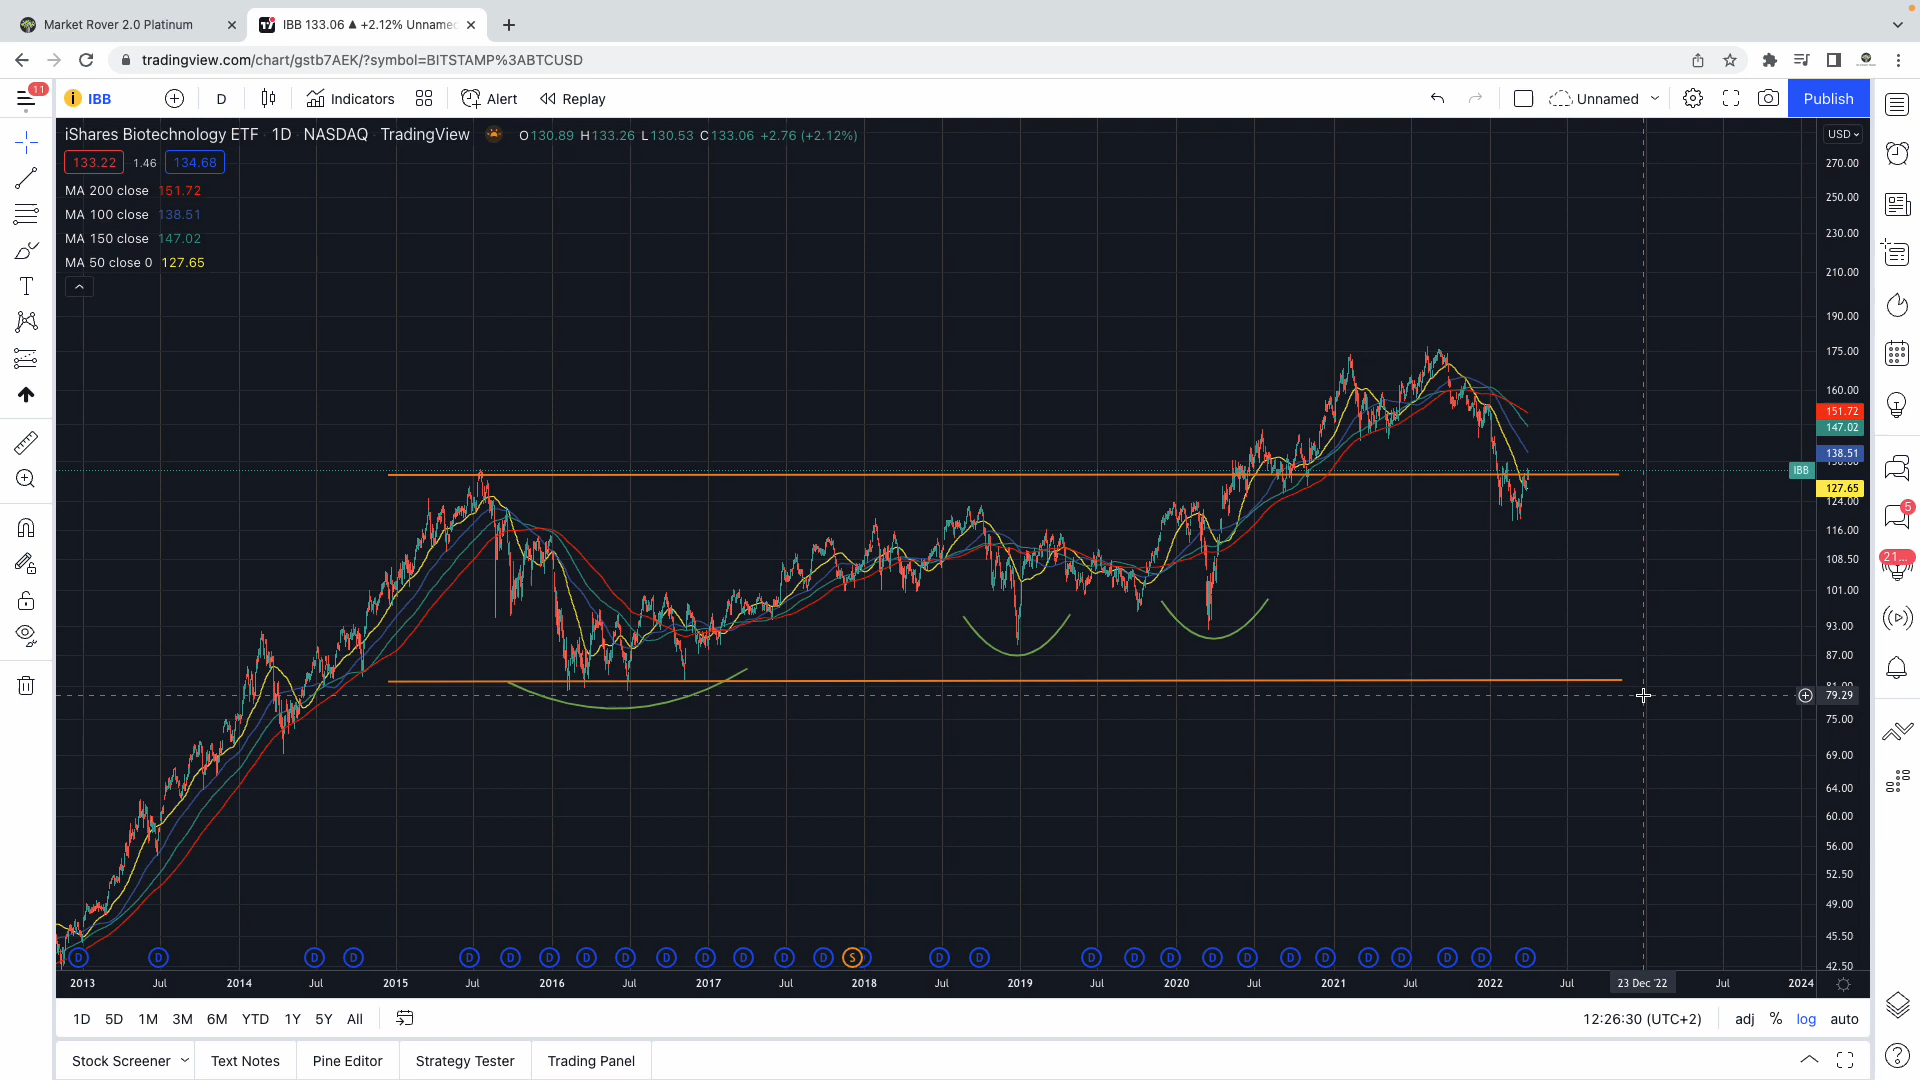 Market Rover 2.0 Platinum
IBB 133.06 ▲ +2.12% Unname
tradingview.com/chart/gstb7AEK/?symbol=BITSTAMP%3ABTCUSD
11
IBB
D
Indicators
Alert
Replay
Unnamed
Publish
iShares Biotechnology ETF 1D NASDAQ TradingView
O130.89 H133.26 L130.53 C133.06 +2.76 (+2.12%)
USD
133.22 1.46 134.68
MA 200 close 151.72
MA 100 close 138.51
MA 150 close 147.02
MA 50 close 0 127.65
270.00
250.00
230.00
210.00
190.00
175.00
160.00
151.72
147.02
138.51
IBB
127.65
124.00
116.00
108.50
101.00
93.00
87.00
81.00
79.29
75.00
69.00
64.00
60.00
56.00
52.50
49.00
45.50
42.50
5
21...
D D D D D D D D D D D D D D S D D D D D D D D D D D D D D
2013 Jul 2014 Jul 2015 Jul 2016 Jul 2017 Jul 2018 Jul 2019 Jul 2020 Jul 2021 Jul 2022 Jul 23 Dec '22 Jul 2024
1D 5D 1M 3M 6M YTD 1Y 5Y All
12:26:30 (UTC+2) adj % log auto
Stock Screener Text Notes Pine Editor Strategy Tester Trading Panel